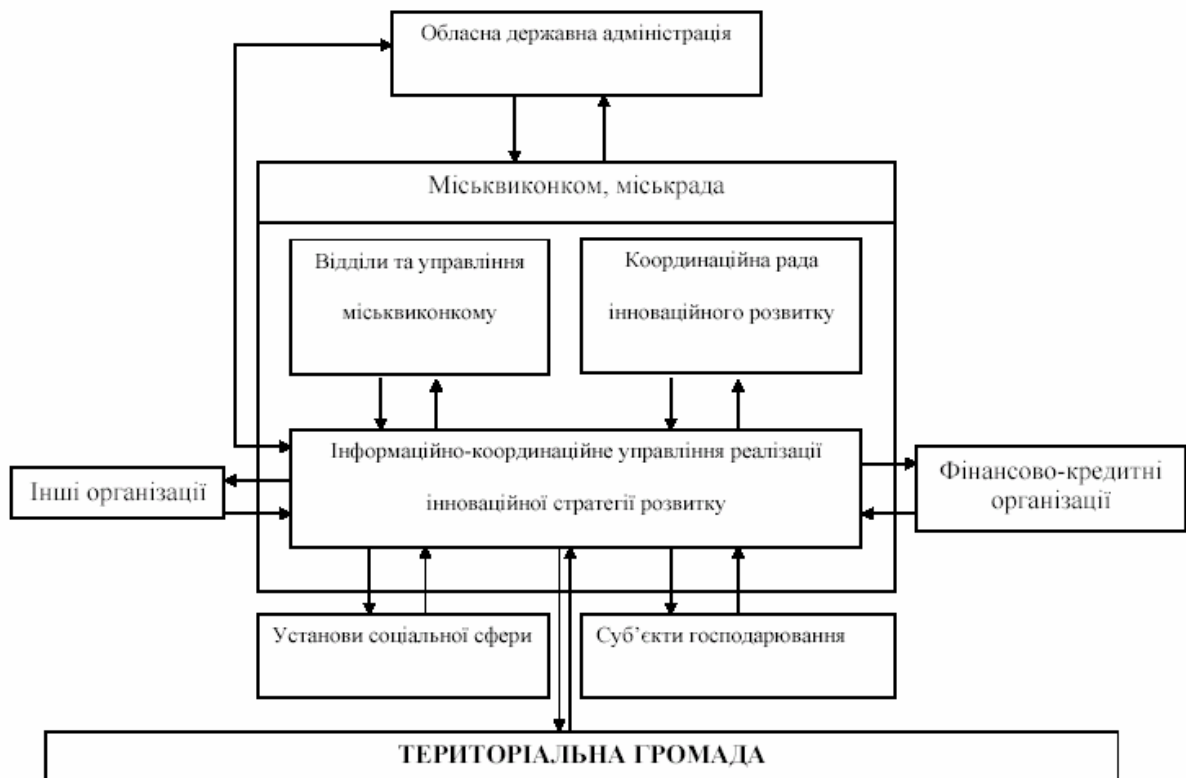 Обласна державна адміністрація
Міськвиконком, міськрада
Відділи та управління
міськвиконкому
Координаційна рада
інноваційного розвитку
Інформаційно-координаційне управління реалізації
інноваційної стратегії розвитку
Інші організації
Фінансово-кредитні
організації
Установи соціальної сфери
Суб’єкти господарювання
ТЕРИТОРІАЛЬНА ГРОМАДА